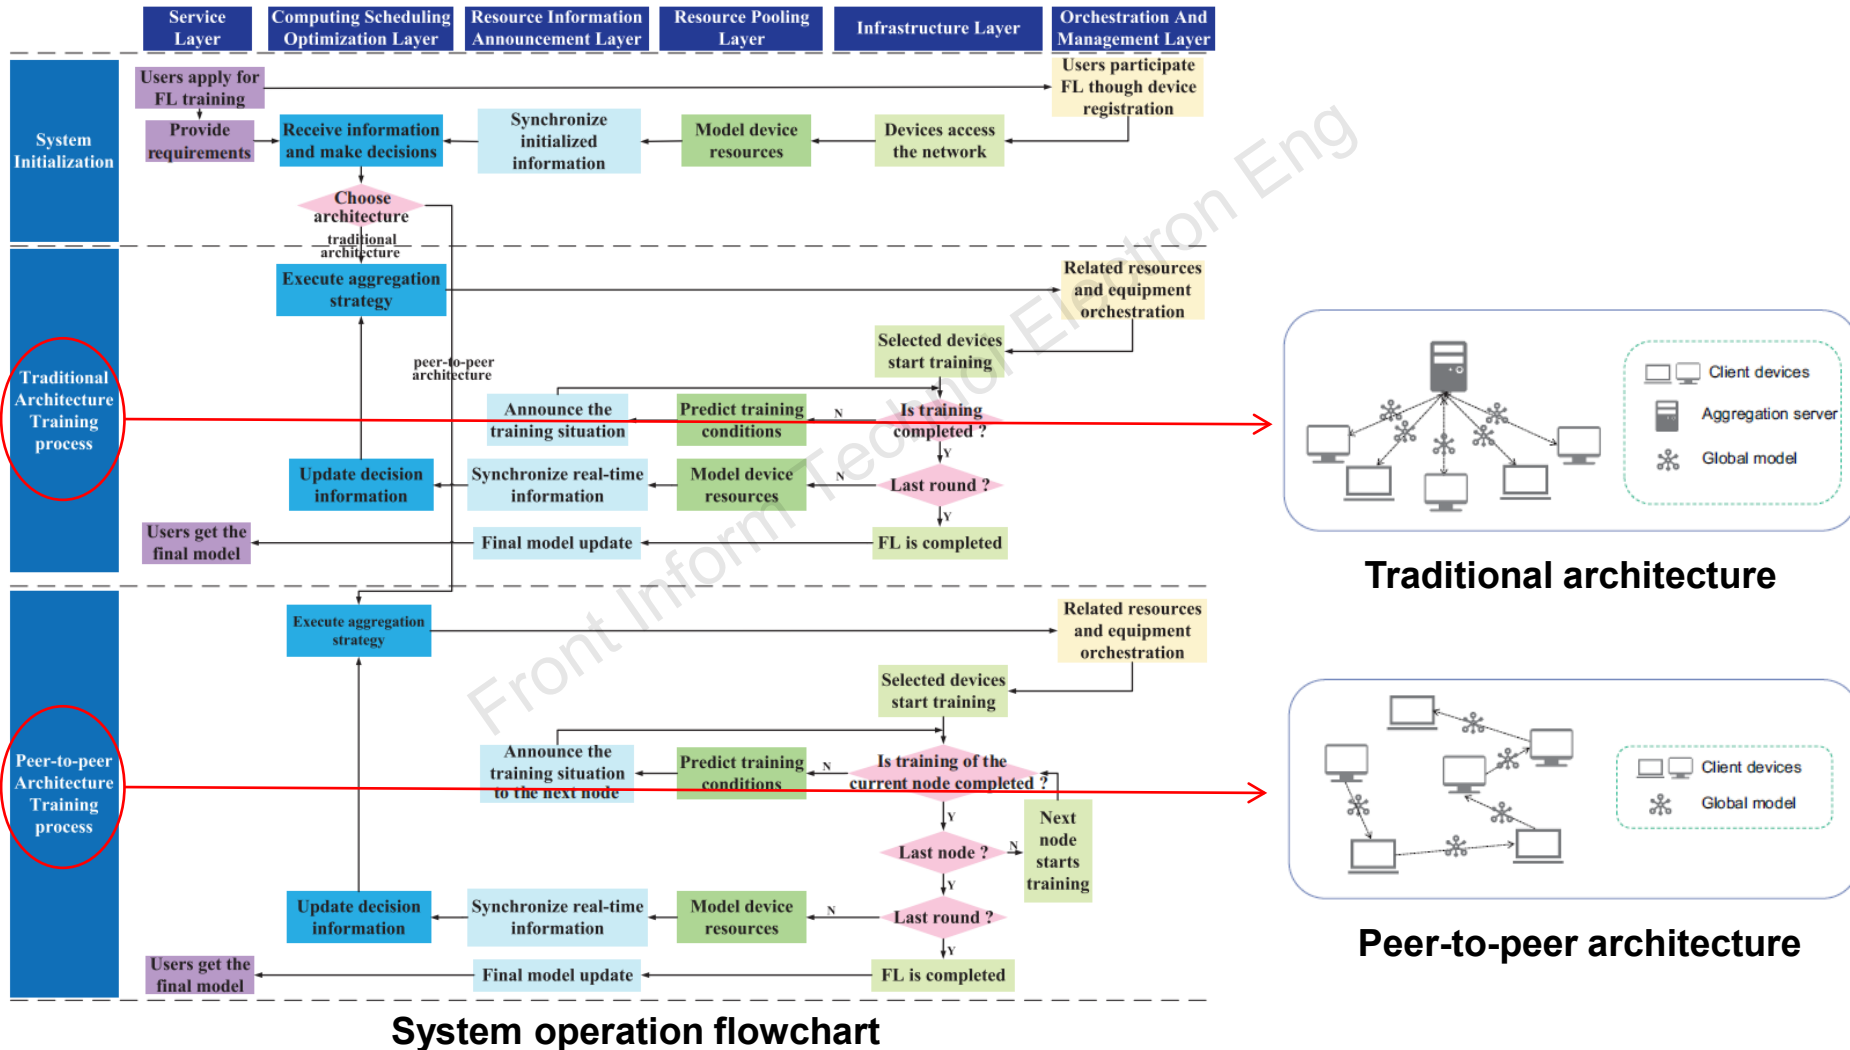 Service
Layer
Computing Scheduling
Optimization Layer
Resource Information
Announcement Layer
Resource Pooling
Layer
Infrastructure Layer
Orchestration And
Management Layer
System
Initialization
Users apply for
FL training
Users participate
FL though device
registration
Provide
requirements
Receive information
and make decisions
Synchronize
initialized
information
Model device
resources
Devices access
the network
Choose
architecture
traditional
architecture
Traditional
Architecture
Training
process
Execute aggregation
strategy
Related resources
and equipment
orchestration
Selected devices
start training
peer-to-peer
architecture
Announce the
training situation
Predict training
conditions
N
Is training
completed ?
Y
Update decision
information
Synchronize real-time
information
Model device
resources
N
Last round ?
Y
Users get the
final model
Final model update
FL is completed
Peer-to-peer
Architecture
Training
process
Execute aggregation
strategy
Related resources
and equipment
orchestration
Selected devices
start training
Announce the
training situation
to the next node
Predict training
conditions
N
Is training of the
current node completed ?
Y
Last node ?
N
Next
node
starts
training
Y
Update decision
information
Synchronize real-time
information
Model device
resources
N
Last round ?
Y
Users get the
final model
Final model update
FL is completed
System operation flowchart
Client devices
Aggregation server
Global model
Traditional architecture
Client devices
Global model
Peer-to-peer architecture
Front Inform Technol Electron Eng